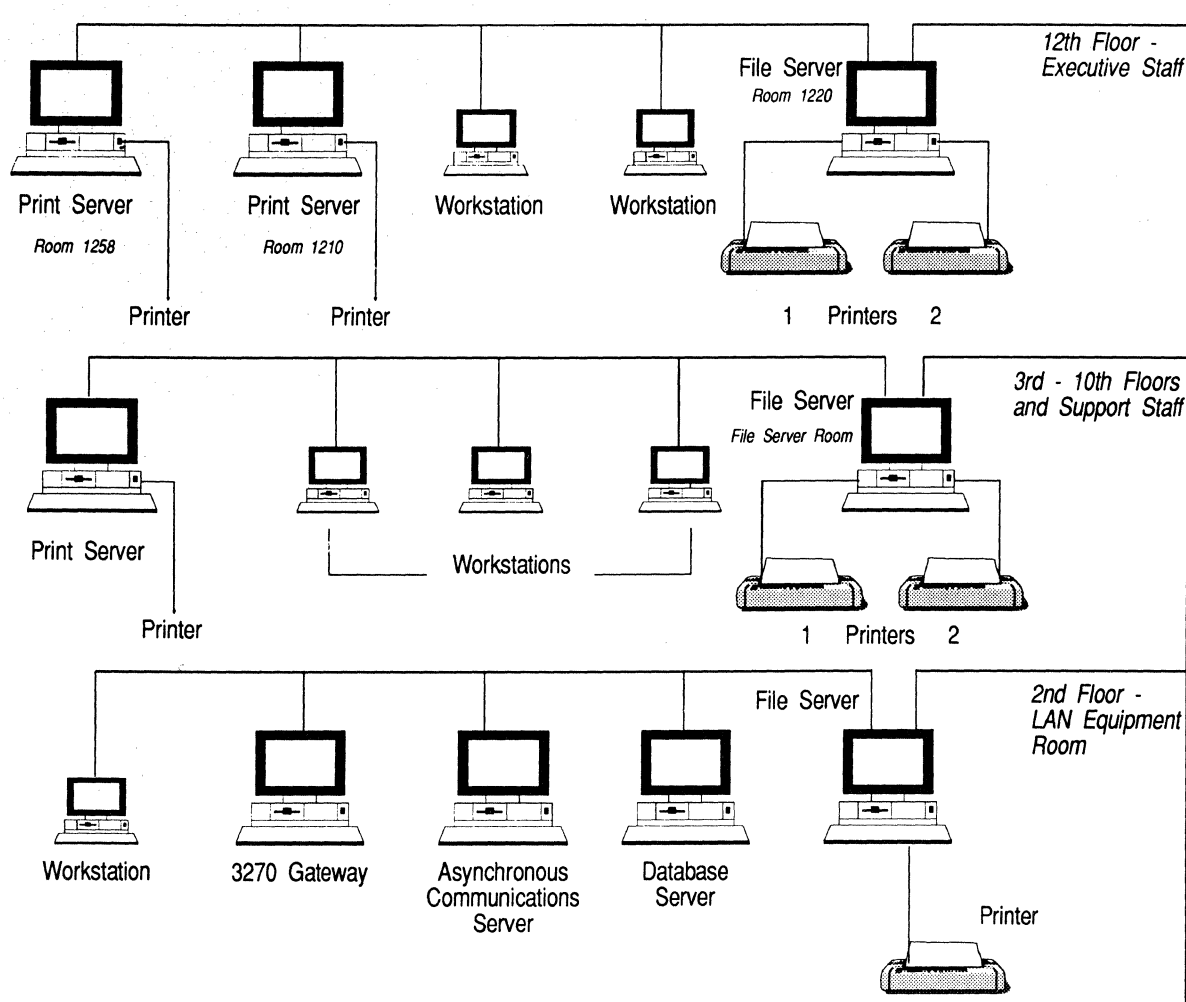 12th Floor -
Executive Staff
File Server
Room 1220
Print Server
Room 1258
Print Server
Room 1210
Workstation
Workstation
Printer
Printer
1 Printers 2
3rd - 10th Floors
and Support Staff
File Server
File Server Room
Print Server
Workstations
Printer
1 Printers 2
2nd Floor -
LAN Equipment
Room
File Server
Workstation
3270 Gateway
Asynchronous
Communications
Server
Database
Server
Printer